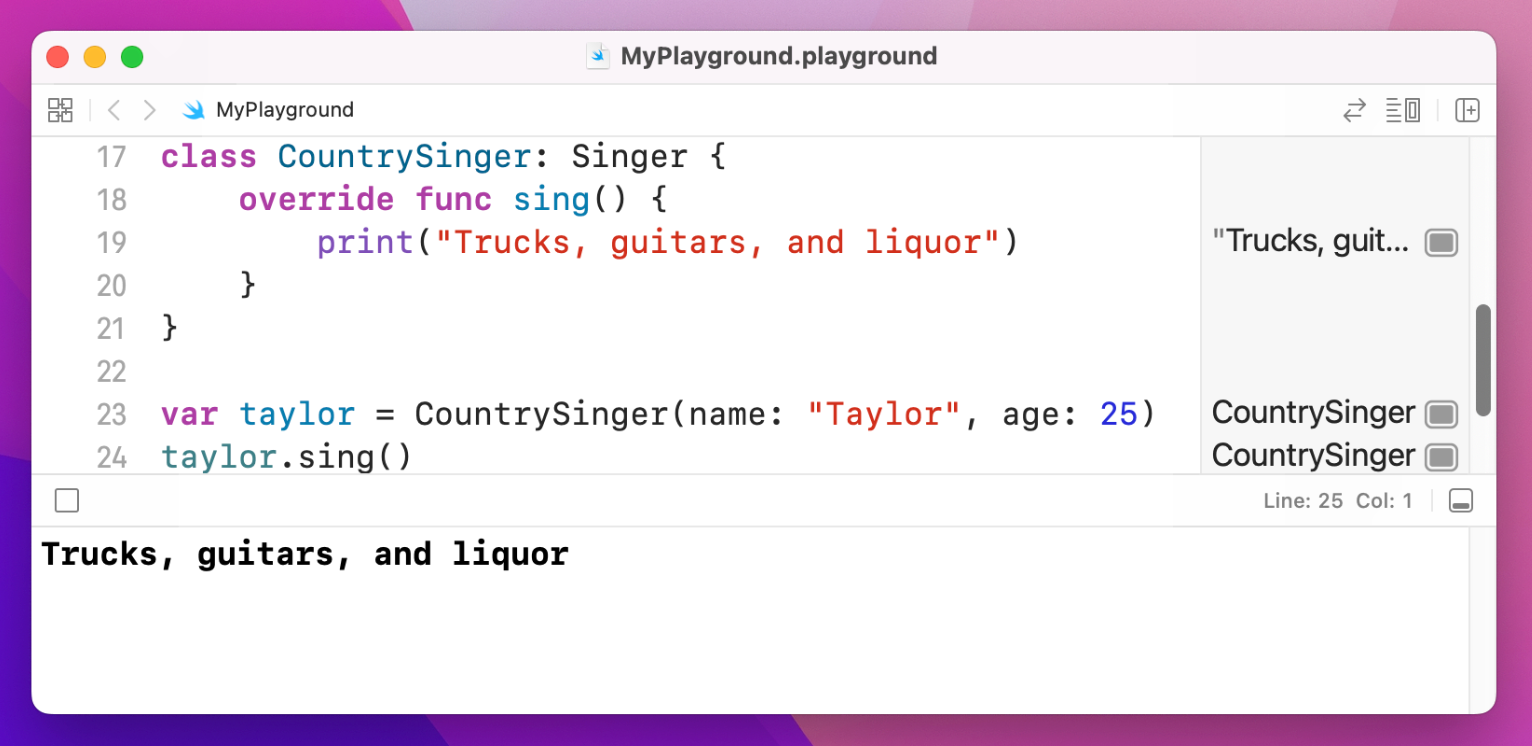 MyPlayground.playground
MyPlayground
17 class CountrySinger: Singer {
18 override func sing() {
19 print("Trucks, guitars, and liquor") "Trucks, guit...
20 }
21 }
22
23 var taylor = CountrySinger(name: "Taylor", age: 25) CountrySinger
24 taylor.sing() CountrySinger
Line: 25 Col: 1
Trucks, guitars, and liquor